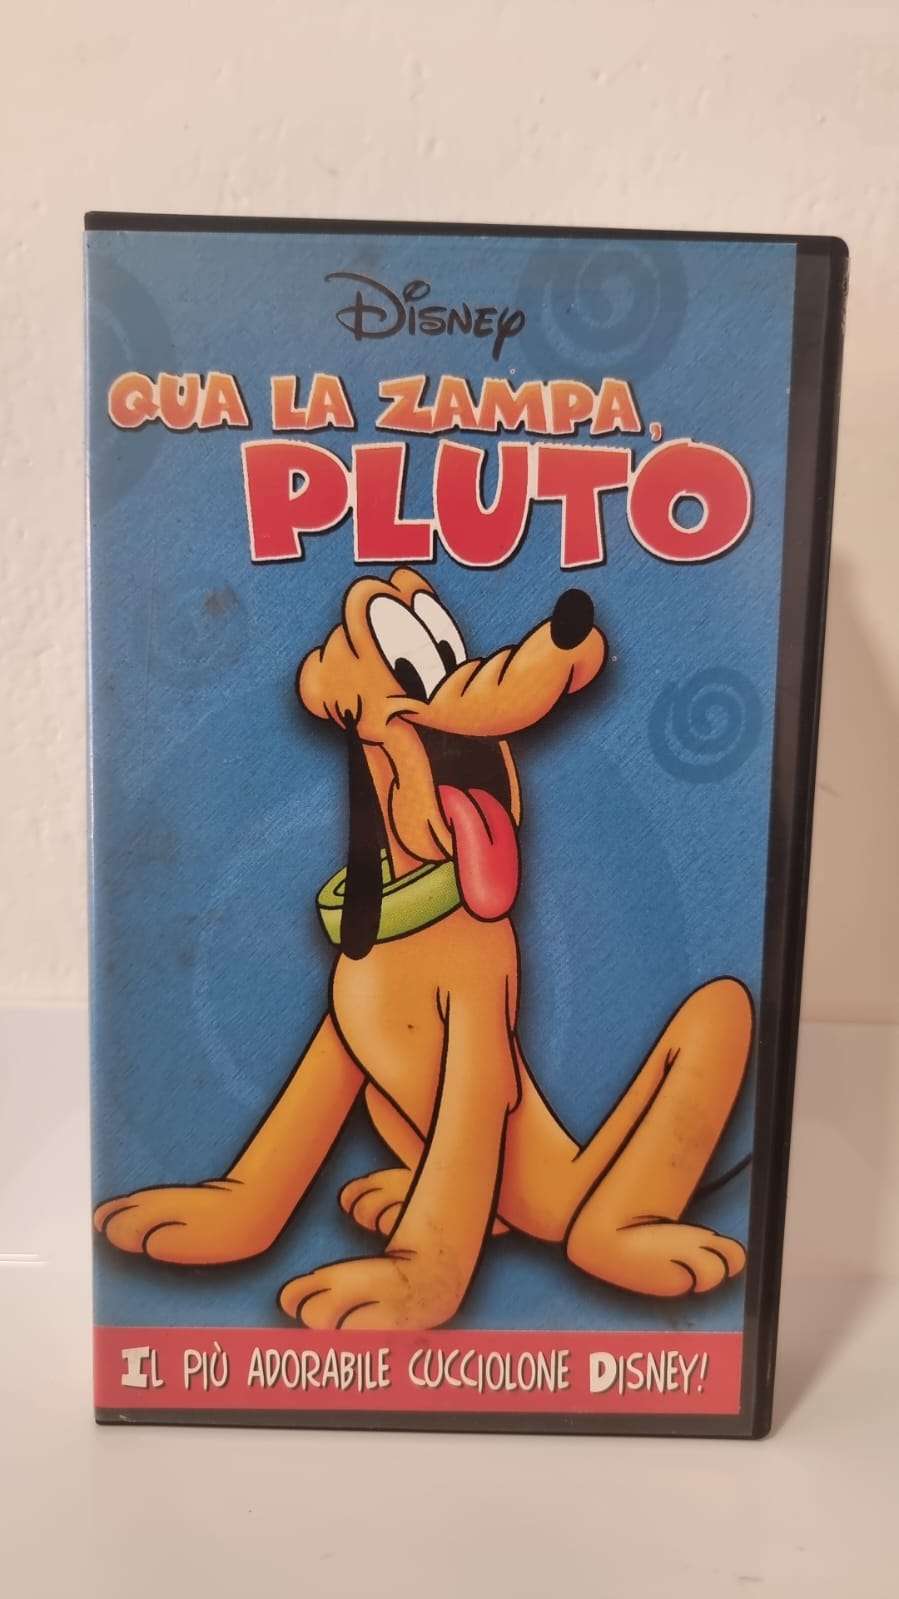 Disney
QUA LA ZAMPA,
PLUTO
IL PIÙ ADORABILE CUCCIOLONE DISNEY!